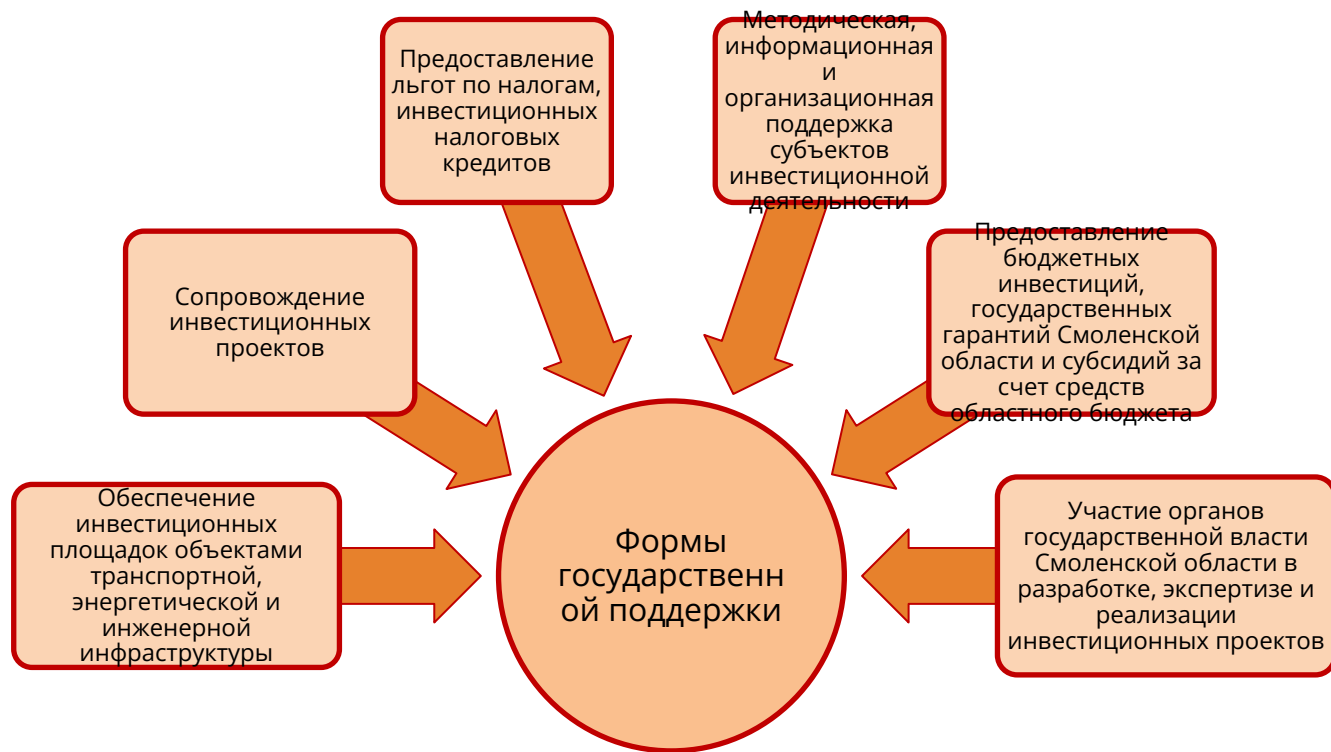 Предоставление
льгот по налогам,
инвестиционных
налоговых
кредитов
Методическая,
информационная
и
организационная
поддержка
субъектов
инвестиционной
деятельности
Сопровождение
инвестиционных
проектов
Предоставление
бюджетных
инвестиций,
государственных
гарантий Смоленской
области и субсидий за
счет средств
областного бюджета
Обеспечение
инвестиционных
площадок объектами
транспортной,
энергетической и
инженерной
инфраструктуры
Формы
государственн
ой поддержки
Участие органов
государственной власти
Смоленской области в
разработке, экспертизе и
реализации
инвестиционных проектов